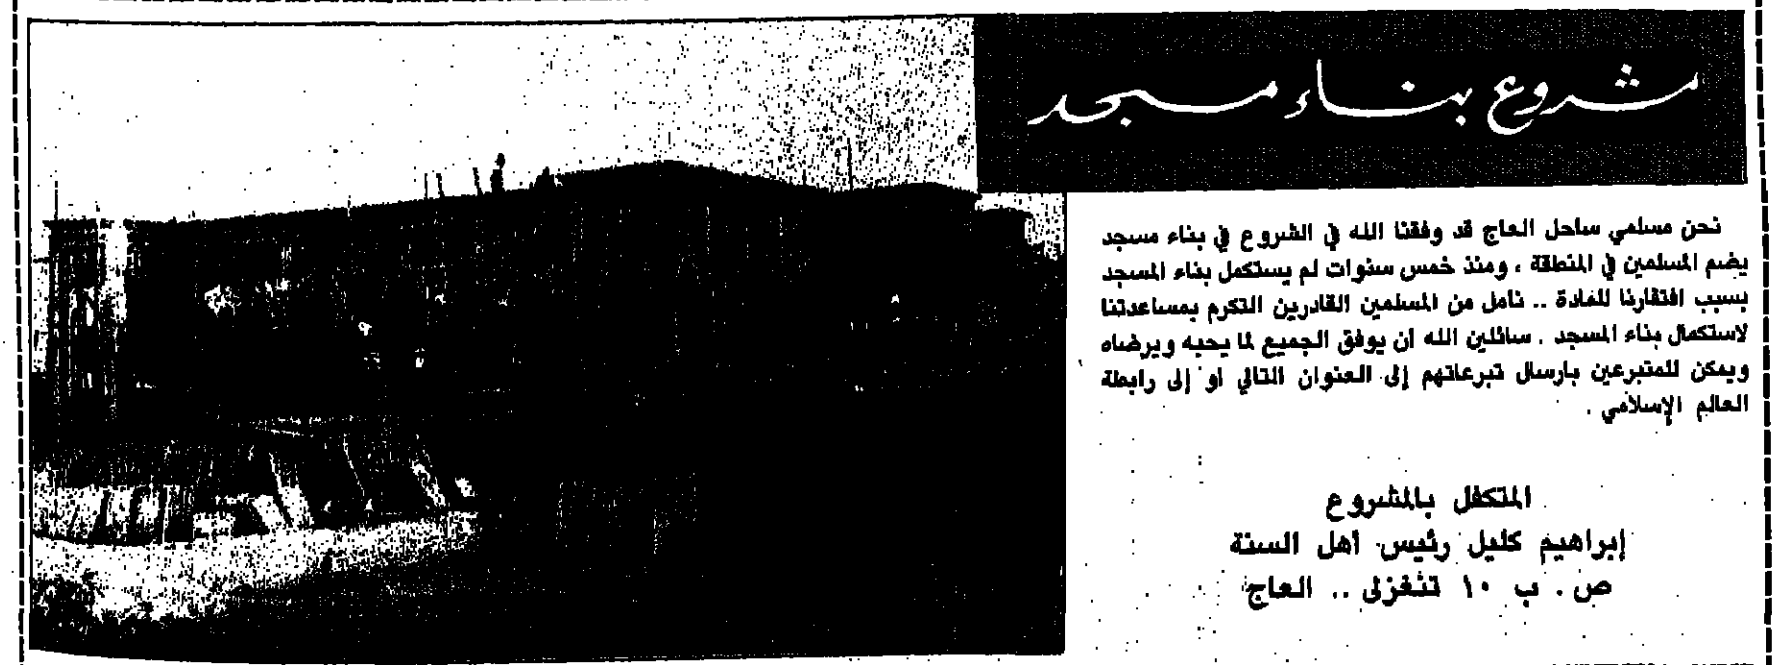 مشروع بناء مسجد
نحن مسلمي ساحل العاج قد وفقنا الله في الشروع في بناء مسجد
يضم المسلمين في المنطقة ، ومنذ خمس سنوات لم يستكمل بناء المسجد
بسبب افتقارنا للمادة .. نامل من المسلمين القادرين التكرم بمساعدتنا
لاستكمال بناء المسجد . سائلين الله ان يوفق الجميع لما يحبه ويرضاه
ويمكن للمتبرعين بارسال تبرعاتهم إلى العنوان التالي او إلى رابطة
العالم الإسلامي .
المتكفل بالمشروع
إبراهيم كليل رئيس اهل السنة
ص . ب ١٠ تنغزلى .. العاج